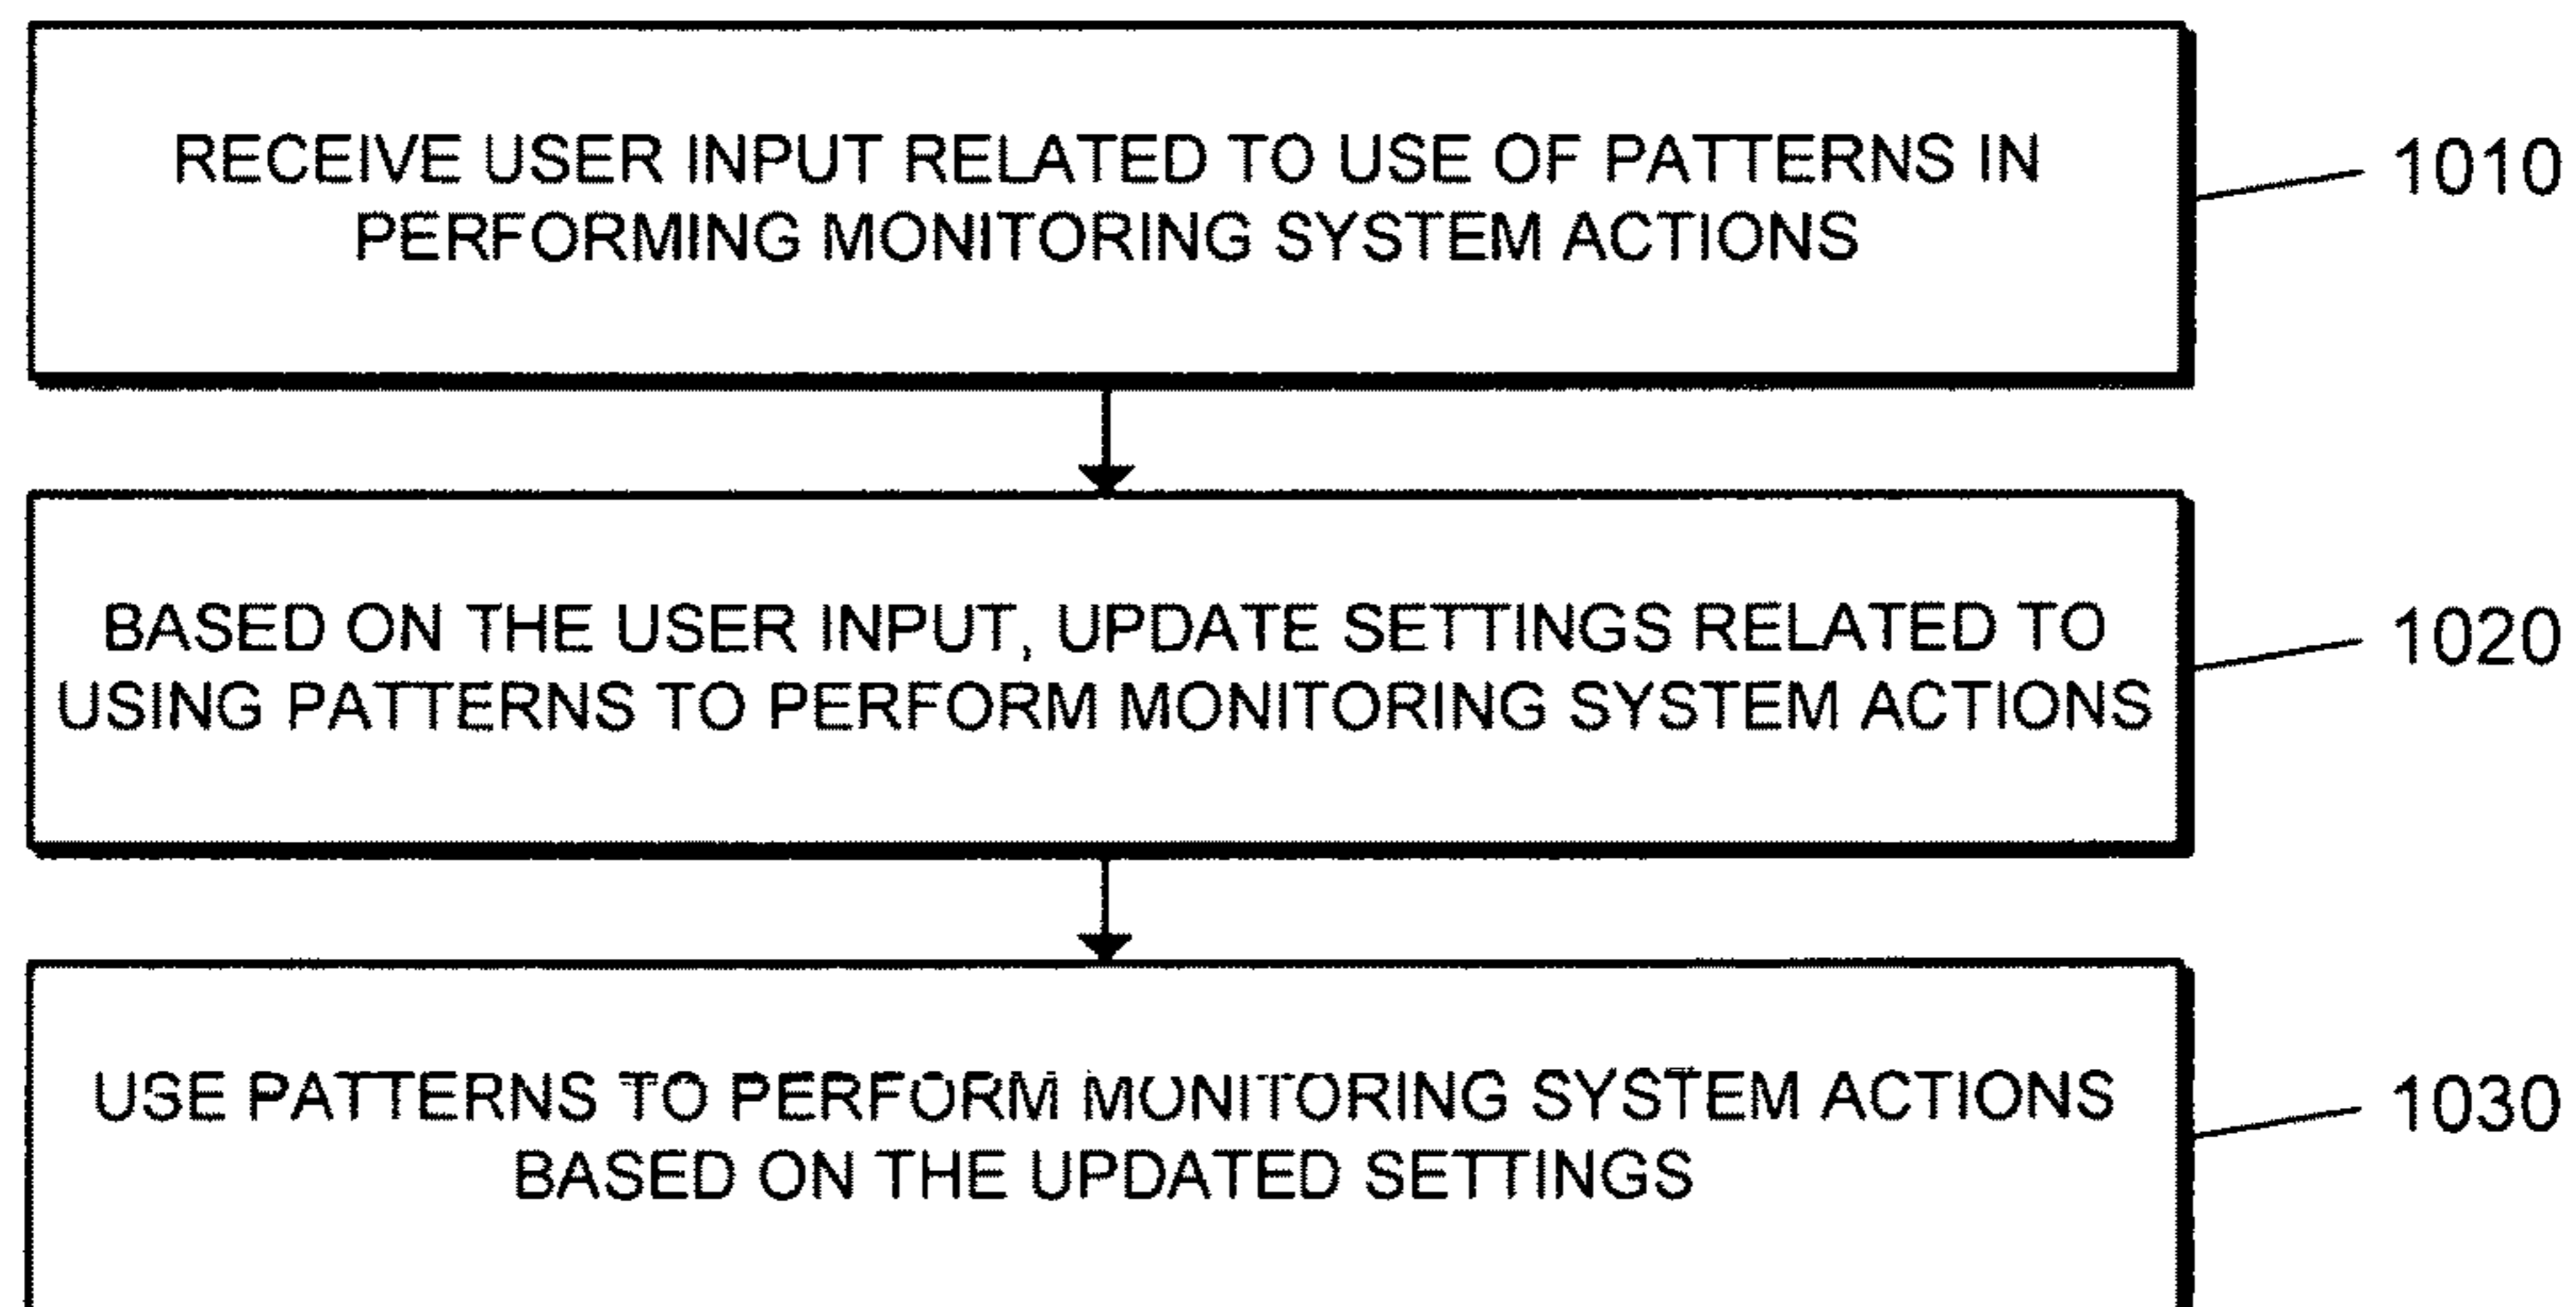 RECEIVE USER INPUT RELATED TO USE OF PATTERNS IN
PERFORMING MONITORING SYSTEM ACTIONS
1010
BASED ON THE USER INPUT, UPDATE SETTINGS RELATED TO
USING PATTERNS TO PERFORM MONITORING SYSTEM ACTIONS
1020
USE PATTERNS TO PERFORM MONITORING SYSTEM ACTIONS
BASED ON THE UPDATED SETTINGS
1030